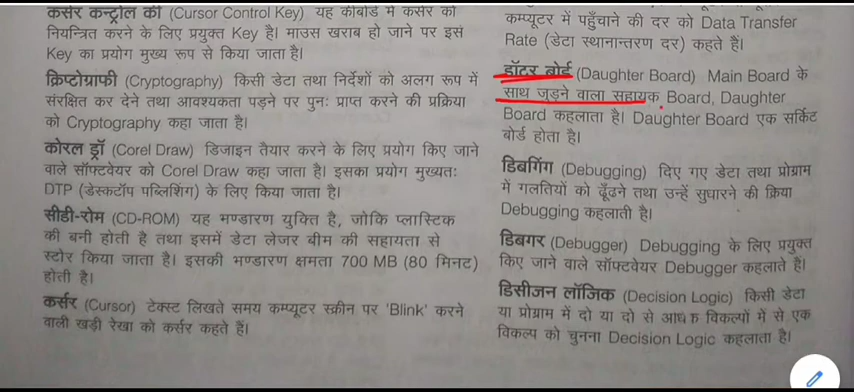 कर्सर कन्ट्रोल की (Cursor Control Key) यह कीबोर्ड में कर्सर को
नियन्त्रित करने के लिए प्रयुक्त Key है। माउस खराब हो जाने पर इस
Key का प्रयोग मुख्य रूप से किया जाता है।
क्रिप्टोग्राफी (Cryptography) किसी डेटा तथा निर्देशों को अलग रूप में
संरक्षित कर देने तथा आवश्यकता पड़ने पर पुनः प्राप्त करने की प्रक्रिया
को Cryptography कहा जाता है।
कोरल ड्रॉ (Corel Draw) डिजाइन तैयार करने के लिए प्रयोग किए जाने
वाले सॉफ्टवेयर को Corel Draw कहा जाता है। इसका प्रयोग मुख्यतः
DTP (डेस्कटॉप पब्लिशिंग) के लिए किया जाता है।
सीडी-रोम (CD-ROM) यह भण्डारण युक्ति है, जोकि प्लास्टिक
की बनी होती है तथा इसमें डेटा लेजर बीम की सहायता से
स्टोर किया जाता है। इसकी भण्डारण क्षमता 700 MB (80 मिनट)
होती है।
कर्सर (Cursor) टेक्स्ट लिखते समय कम्प्यूटर स्क्रीन पर 'Blink' करने
वाली खड़ी रेखा को कर्सर कहते हैं।
कम्प्यूटर में पहुँचाने की दर को Data Transfer
Rate (डेटा स्थानान्तरण दर) कहते हैं।
डॉटर बोर्ड (Daughter Board) Main Board के
साथ जुड़ने वाला सहायक Board, Daughter
Board कहलाता है। Daughter Board एक सर्किट
बोर्ड होता है।
डिबगिंग (Debugging) दिए गए डेटा तथा प्रोग्राम
में गलतियों को ढूँढने तथा उन्हें सुधारने की क्रिया
Debugging कहलाती है।
डिबगर (Debugger) Debugging के लिए प्रयुक्त
किए जाने वाले सॉफ्टवेयर Debugger कहलाते हैं।
डिसीजन लॉजिक (Decision Logic) किसी डेटा
या प्रोग्राम में दो या दो से अधिक विकल्पों में से एक
विकल्प को चुनना Decision Logic कहलाता है।